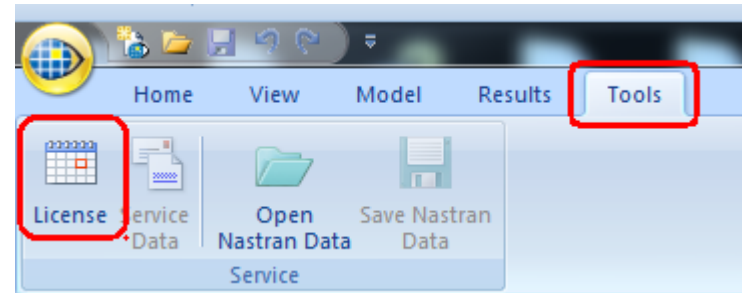 Home View Model Results Tools
License Service Open Save Nastran
Data Nastran Data Data
Service